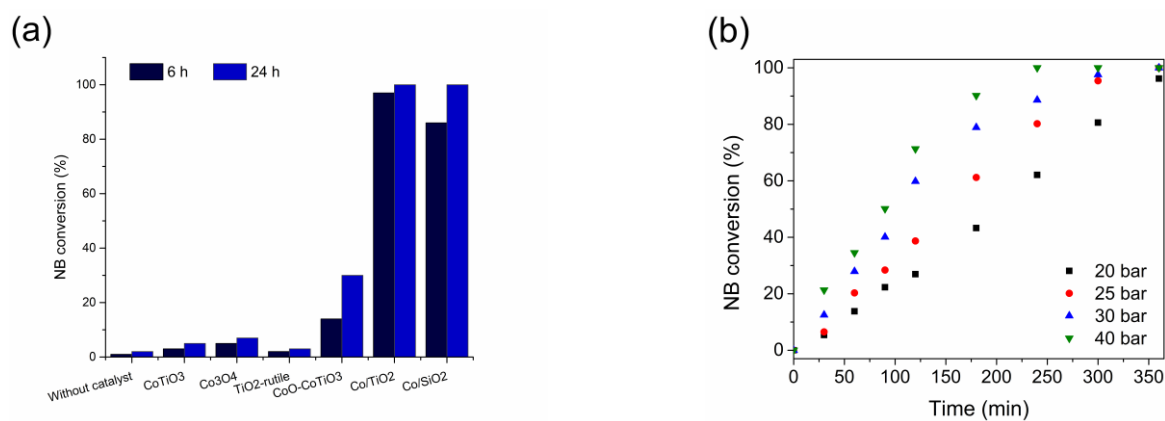 (a)
6 h
24 h
100
80
60
40
20
0
NB conversion (%)
Without catalyst
CoTiO3
Co3O4
TiO2-rutile
CoO-CoTiO3
Co/TiO2
Co/SiO2
(b)
100
80
60
40
20
0
NB conversion (%)
20 bar
25 bar
30 bar
40 bar
0 50 100 150 200 250 300 350
Time (min)